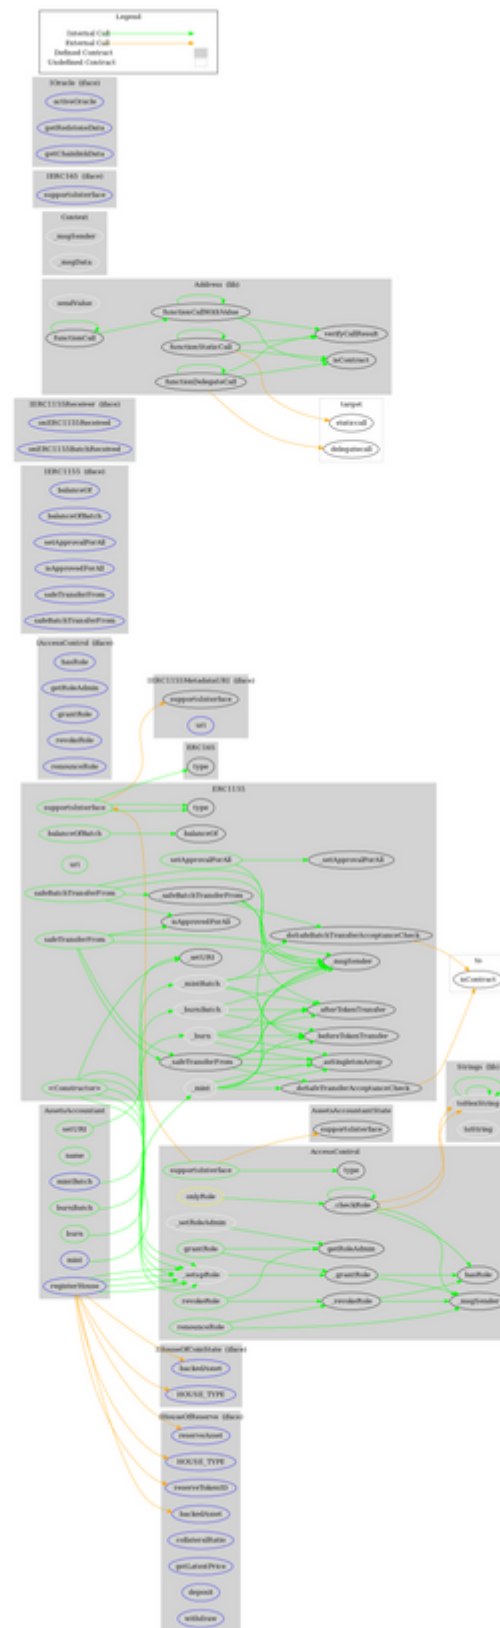 Legend
Internal Call
External Call
Defined Contract
Undefined Contract
IOracle (iface)
activeOracle
getRedstoneData
getChainlinkData
IERC165 (iface)
supportsInterface
Context
_msgSender
_msgData
Address (lib)
sendValue
functionCall
functionCallWithValue
functionStaticCall
functionDelegateCall
verifyCallResult
isContract
target
staticcall
delegatecall
IERC1155Receiver (iface)
onERC1155Received
onERC1155BatchReceived
IERC1155 (iface)
balanceOf
balanceOfBatch
setApprovalForAll
isApprovedForAll
safeTransferFrom
safeBatchTransferFrom
IAccessControl (iface)
hasRole
getRoleAdmin
grantRole
revokeRole
renounceRole
IERC1155MetadataURI (iface)
supportsInterface
uri
ERC165
type
ERC1155
supportsInterface
type
balanceOfBatch
balanceOf
uri
setApprovalForAll
_setApprovalForAll
safeBatchTransferFrom
_safeBatchTransferFrom
isApprovedForAll
safeTransferFrom
_doSafeBatchTransferAcceptanceCheck
_setURI
_msgSender
_mintBatch
_burnBatch
_afterTokenTransfer
_burn
_beforeTokenTransfer
_safeTransferFrom
_asSingletonArray
<Constructor>
_mint
_doSafeTransferAcceptanceCheck
to
isContract
Strings (lib)
toHexString
toString
AssetsAccountant
setURI
name
mintBatch
burnBatch
burn
mint
registerHouse
AssetsAccountantState
supportsInterface
AccessControl
supportsInterface
type
onlyRole
_checkRole
_setRoleAdmin
grantRole
getRoleAdmin
_setupRole
_grantRole
hasRole
revokeRole
_revokeRole
_msgSender
renounceRole
IHouseOfCoinState (iface)
backedAsset
HOUSE_TYPE
IHouseOfReserve (iface)
reserveAsset
HOUSE_TYPE
reserveTokenID
backedAsset
collateralRatio
getLatestPrice
deposit
withdraw